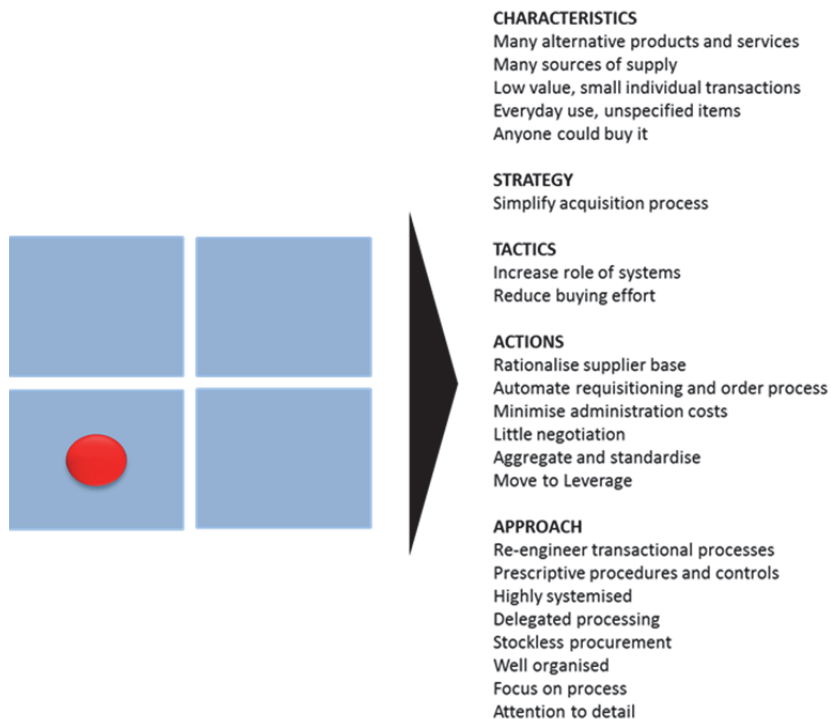 CHARACTERISTICS
Many alternative products and services
Many sources of supply
Low value, small individual transactions
Everyday use, unspecified items
Anyone could buy it
STRATEGY
Simplify acquisition process
TACTICS
Increase role of systems
Reduce buying effort
ACTIONS
Rationalise supplier base
Automate requisitioning and order process
Minimise administration costs
Little negotiation
Aggregate and standardise
Move to Leverage
APPROACH
Re-engineer transactional processes
Prescriptive procedures and controls
Highly systemised
Delegated processing
Stockless procurement
Well organised
Focus on process
Attention to detail